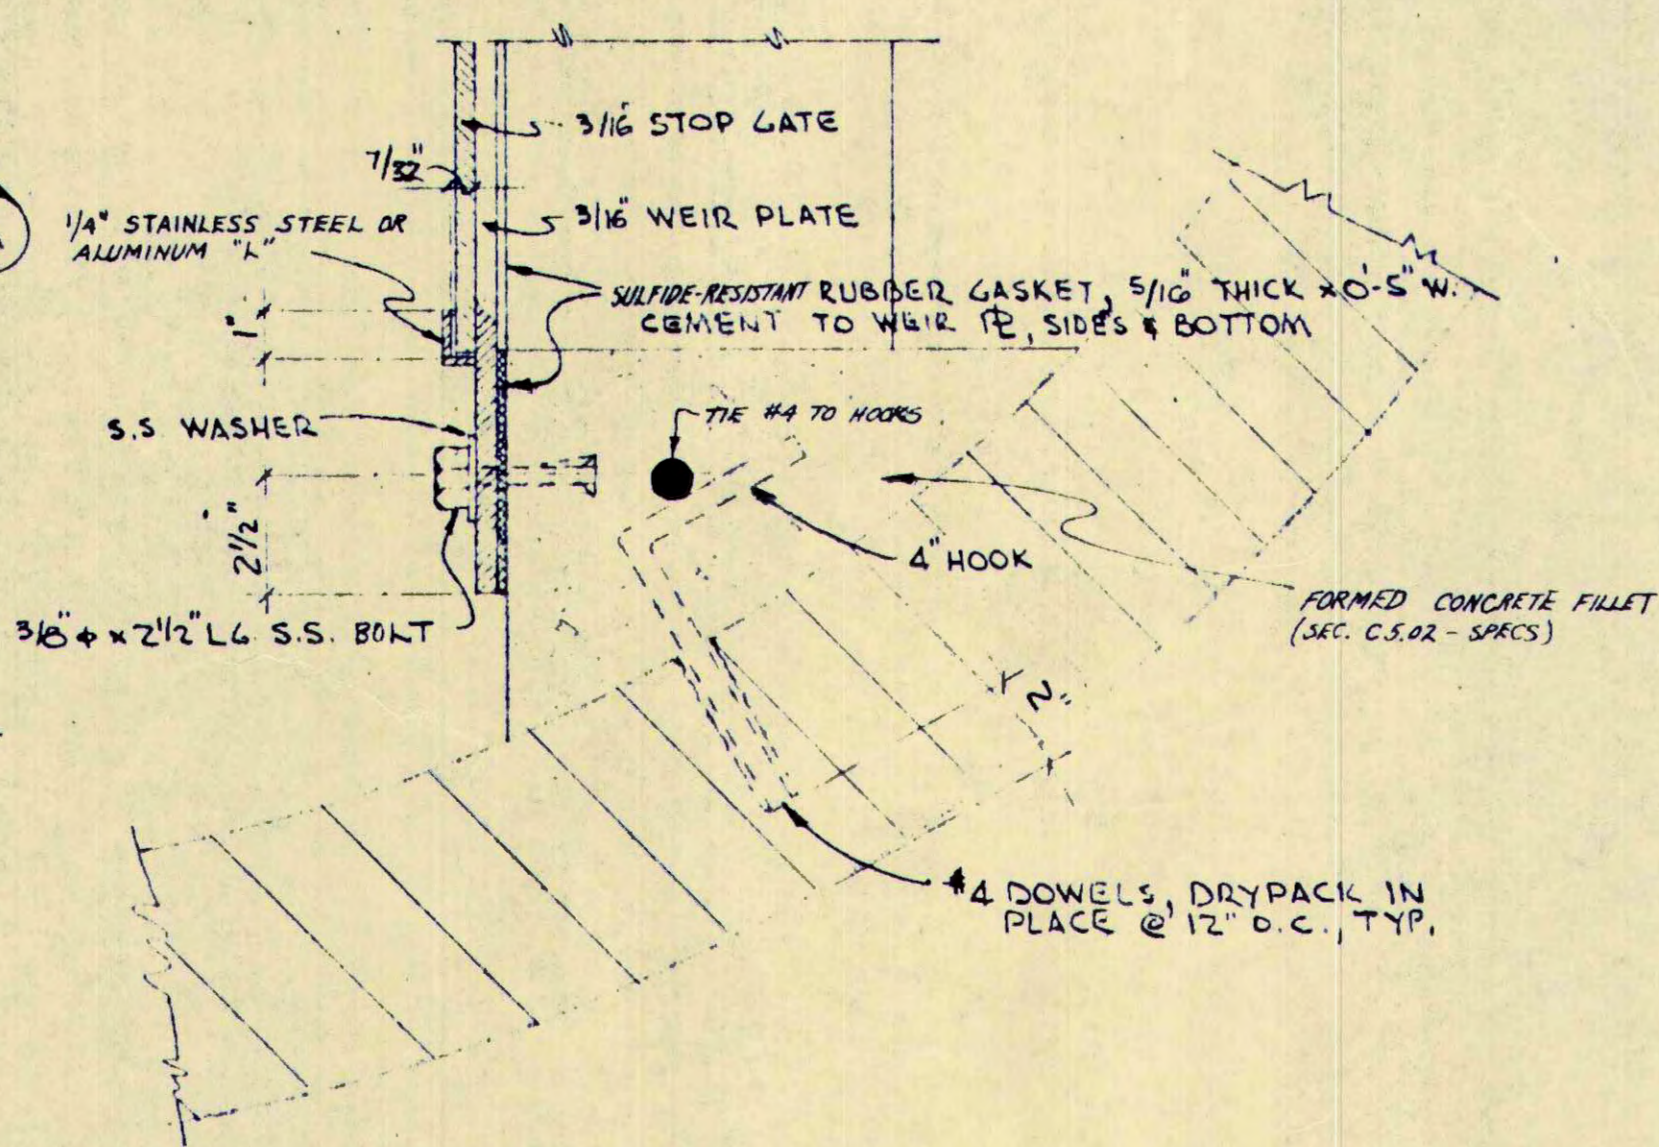 3/16 STOP GATE
7/32"
1/4" STAINLESS STEEL OR
ALUMINUM "L"
3/16" WEIR PLATE
SULFIDE-RESISTANT RUBBER GASKET, 5/16" THICK x 0'-5" W.
CEMENT TO WEIR PL, SIDES & BOTTOM
1"
S.S WASHER
TIE #4 TO HOOKS
2 1/2"
4" HOOK
3/8" φ x 2 1/2" LG. S.S. BOLT
FORMED CONCRETE FILLET
(SEC. C5.02 - SPECS)
2"
#4 DOWELS, DRYPACK IN
PLACE @ 12" O.C., TYP.